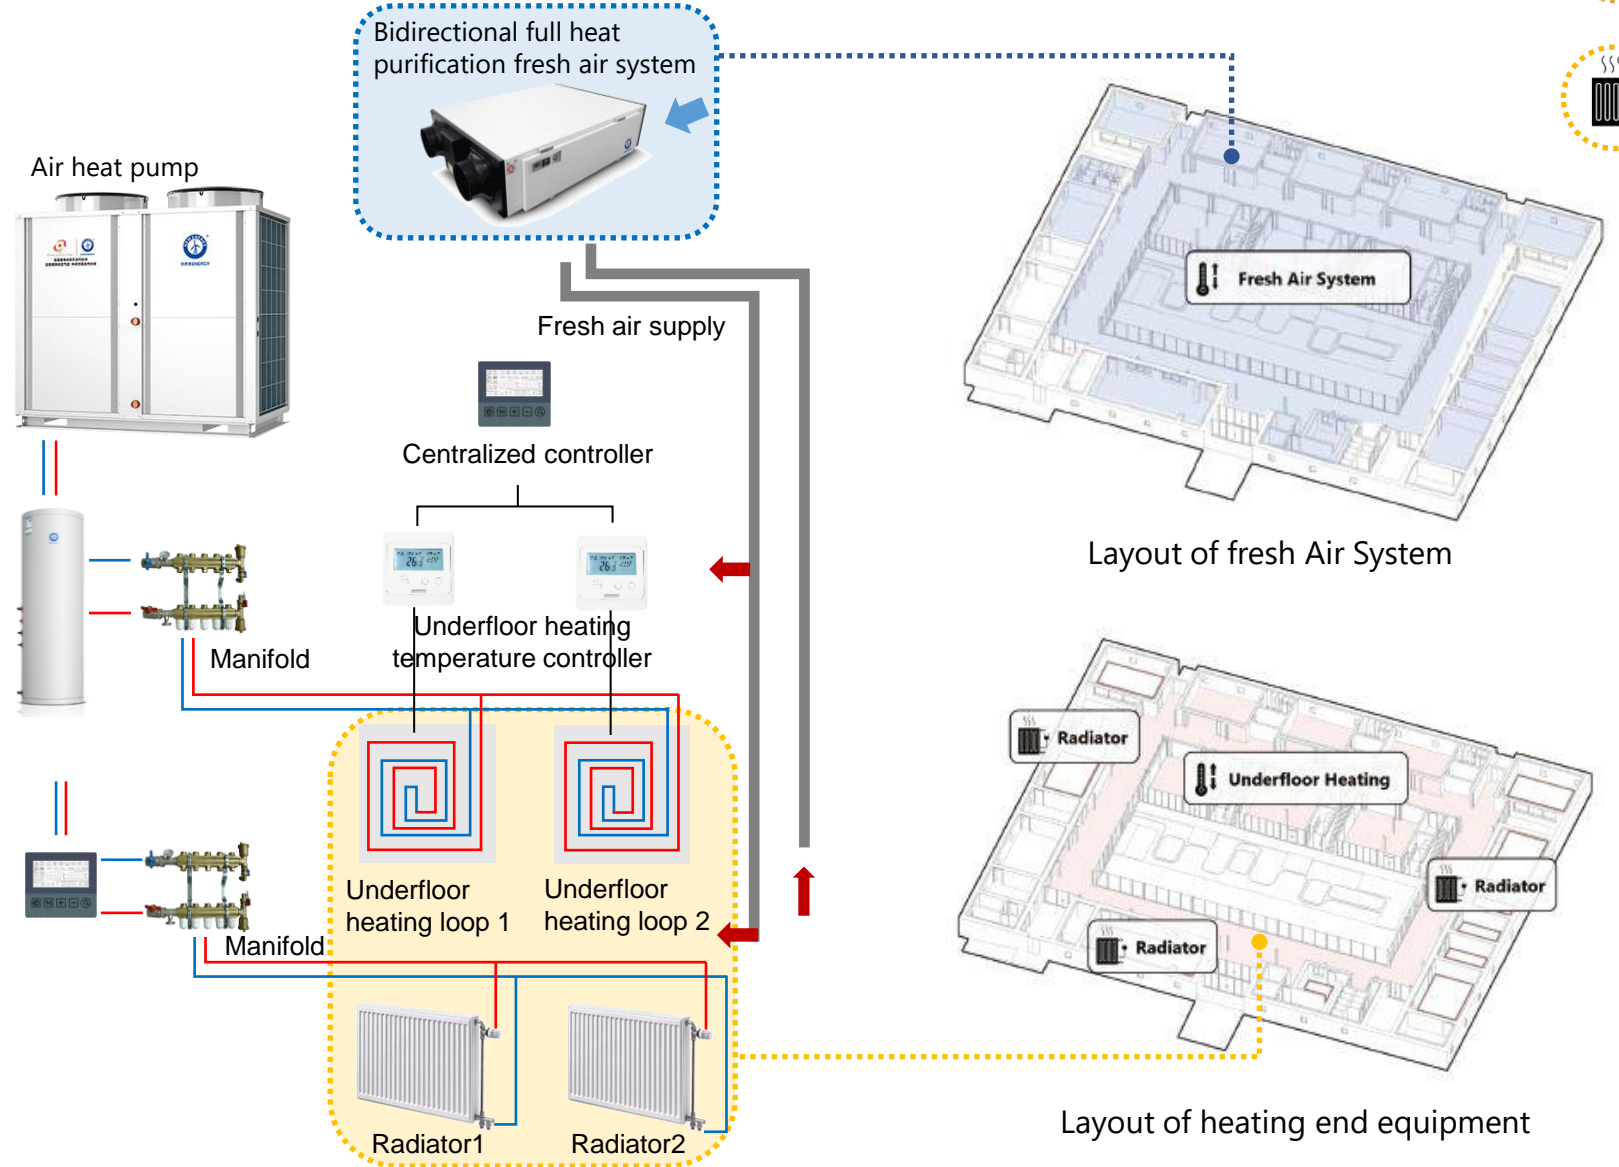 Bidirectional full heat
purification fresh air system
Air heat pump
Fresh Air System
Fresh air supply
Centralized controller
Layout of fresh Air System
Underfloor heating
temperature controller
Manifold
Radiator
Underfloor Heating
Radiator
Radiator
Underfloor
heating loop 1
Underfloor
heating loop 2
Manifold
Radiator1
Radiator2
Layout of heating end equipment